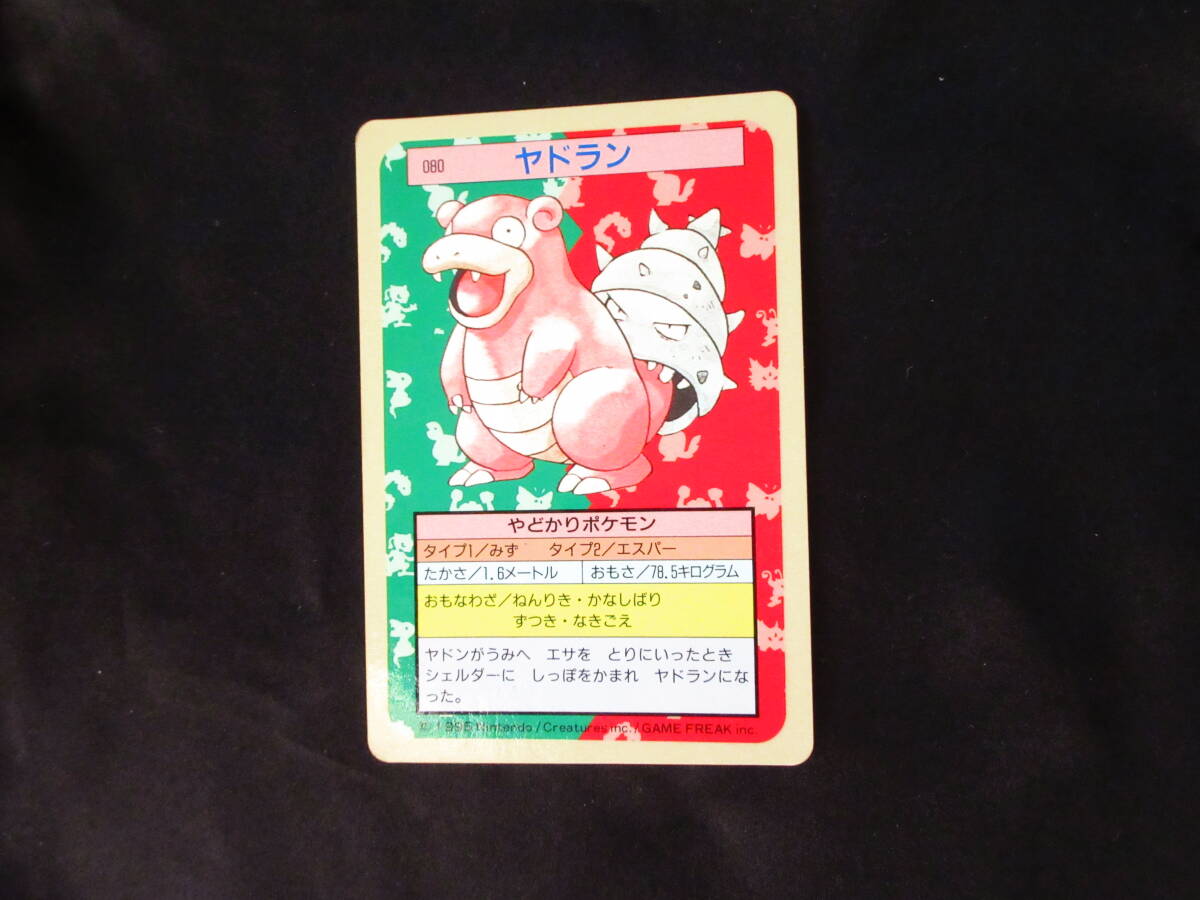 080 ヤドラン
やどかりポケモン
タイプ1/みず タイプ2/エスパー
たかさ/1.6メートル おもさ/78.5キログラム
おもなわざ/ねんりき・かなしばり
ずつき・なきごえ
ヤドンがうみへ エサを とりにいったとき
シェルダーに しっぽをかまれ ヤドランにな
った。
© 1995 Nintendo / Creatures inc. / GAME FREAK inc.